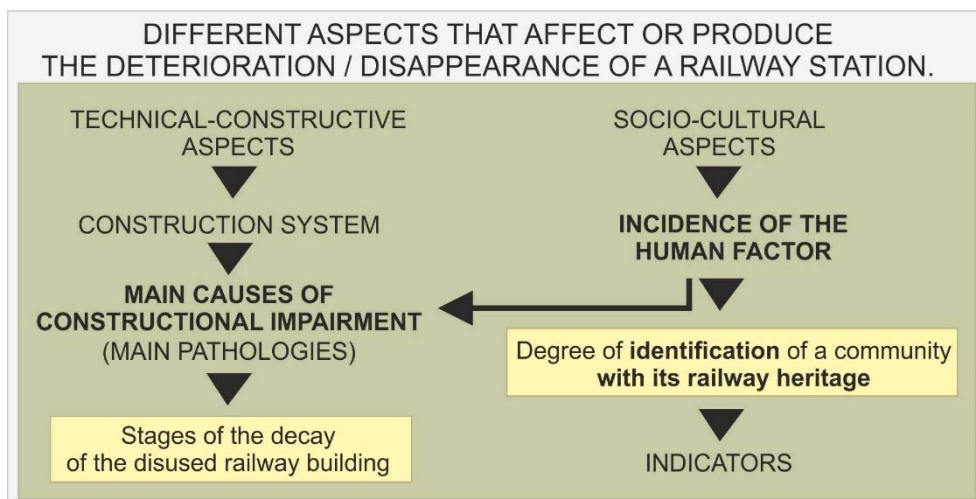 DIFFERENT ASPECTS THAT AFFECT OR PRODUCE
THE DETERIORATION / DISAPPEARANCE OF A RAILWAY STATION.
TECHNICAL-CONSTRUCTIVE
ASPECTS
CONSTRUCTION SYSTEM
MAIN CAUSES OF
CONSTRUCTIONAL IMPAIRMENT
(MAIN PATHOLOGIES)
Stages of the decay
of the disused railway building
SOCIO-CULTURAL
ASPECTS
INCIDENCE OF THE
HUMAN FACTOR
Degree of identification of a community
with its railway heritage
INDICATORS